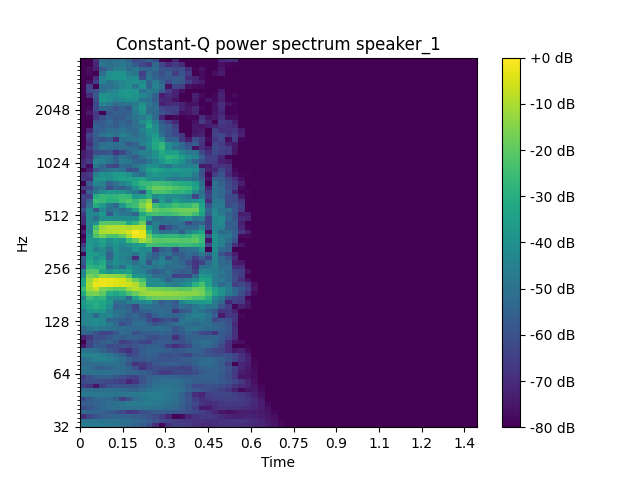 Constant-Q power spectrum speaker_1
+0 dB
2048
-10 dB
1024
-20 dB
-30 dB
512
Hz
-40 dB
256
-50 dB
128
-60 dB
64
-70 dB
32
-80 dB
0 0.15 0.3 0.45 0.6 0.75 0.9 1.1 1.2 1.4
Time